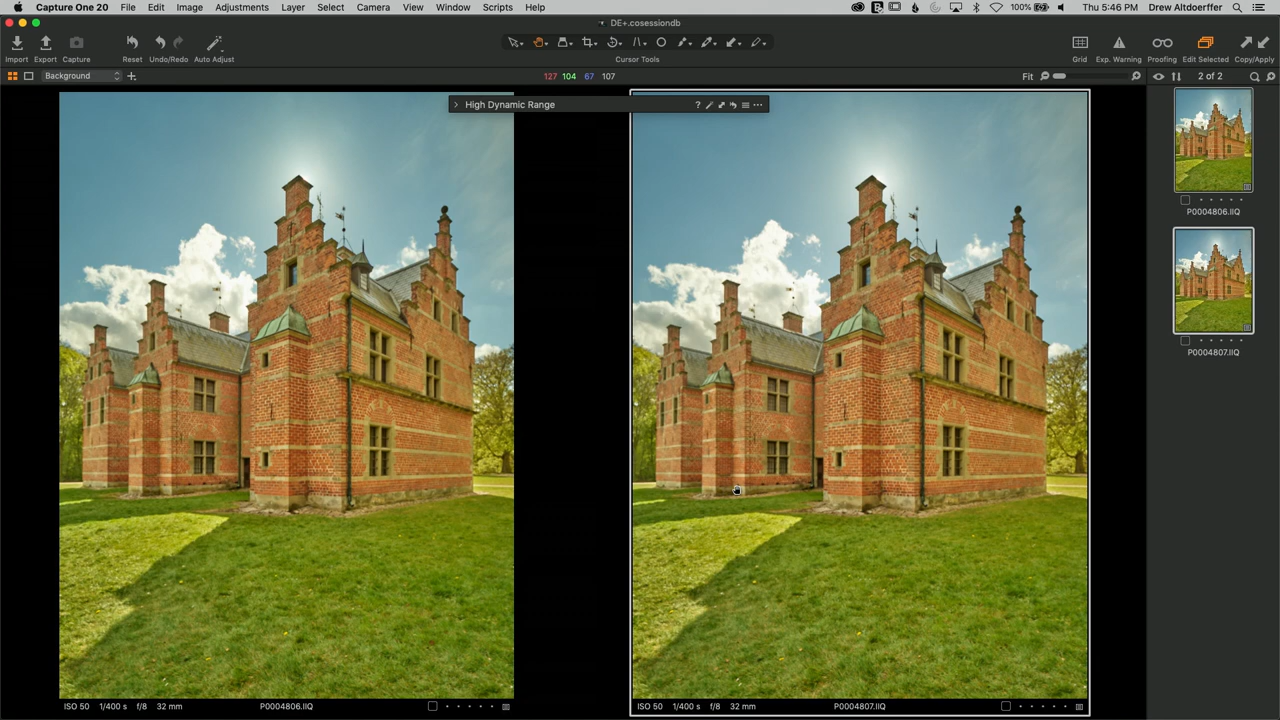 Capture One 20 File Edit Image Adjustments Layer Select Camera View Window Scripts Help 100% Thu 5:46 PM Drew Altdoerffer
DE+.cosessiondb
Import Export Capture Reset Undo/Redo Auto Adjust Cursor Tools Grid Exp. Warning Proofing Edit Selected Copy/Apply
Background 127 104 67 107 Fit 2 of 2
High Dynamic Range ?
P0004806.IIQ
P0004807.IIQ
ISO 50 1/400 s f/8 32 mm P0004806.IIQ ISO 50 1/400 s f/8 32 mm P0004807.IIQ